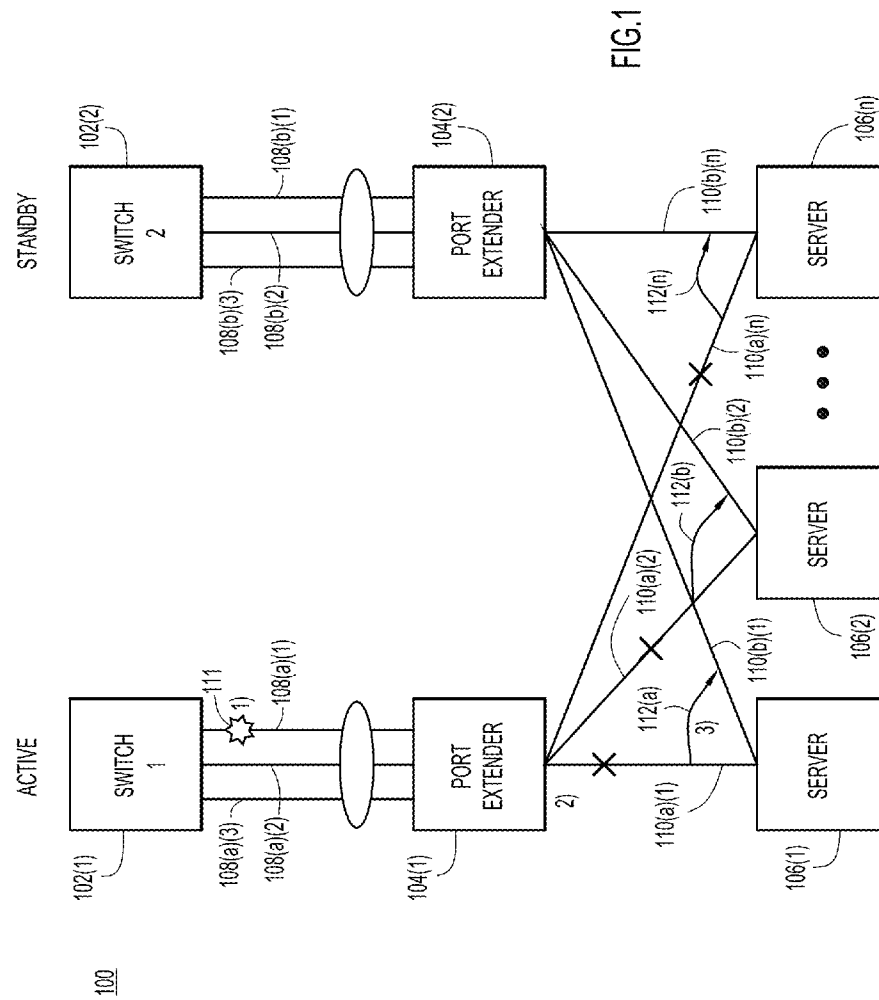 100
ACTIVE
STANDBY
102(1)
SWITCH
1
102(2)
SWITCH
2
111
1)
108(a)(3)
108(a)(2)
108(a)(1)
108(b)(3)
108(b)(2)
108(b)(1)
104(1)
PORT
EXTENDER
104(2)
PORT
EXTENDER
2)
110(a)(1)
112(a)
3)
110(a)(2)
110(b)(1)
112(b)
110(b)(2)
110(a)(n)
112(n)
110(b)(n)
106(1)
SERVER
106(2)
SERVER
106(n)
SERVER
FIG.1